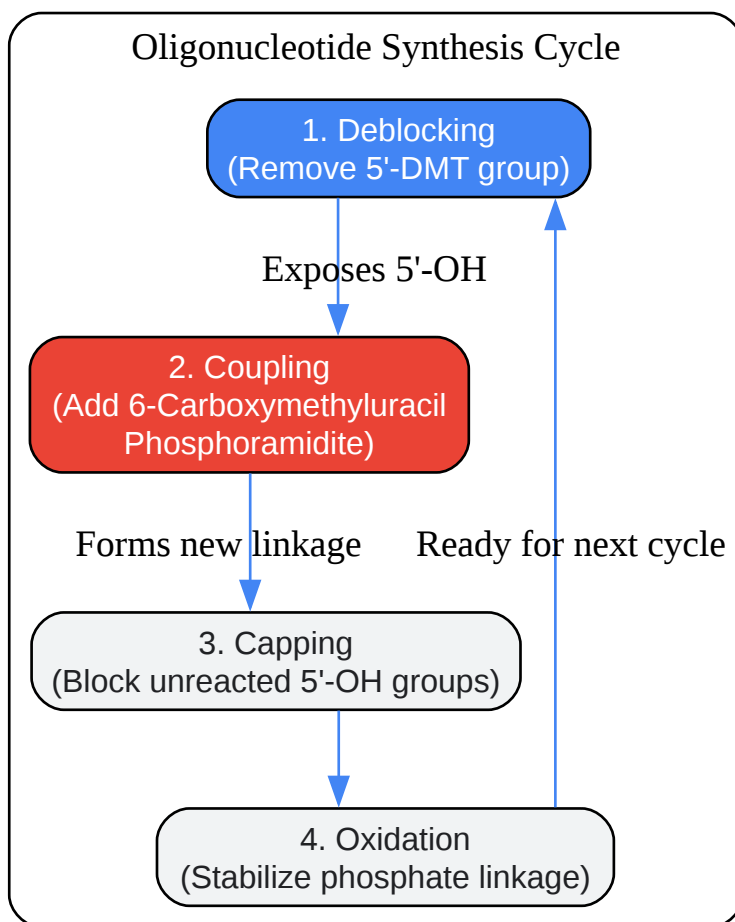 Oligonucleotide Synthesis Cycle
1. Deblocking
(Remove 5'-DMT group)
Exposes 5'-OH
2. Coupling
(Add 6-Carboxymethyluracil
Phosphoramidite)
Forms new linkage
Ready for next cycle
3. Capping
(Block unreacted 5'-OH groups)
4. Oxidation
(Stabilize phosphate linkage)